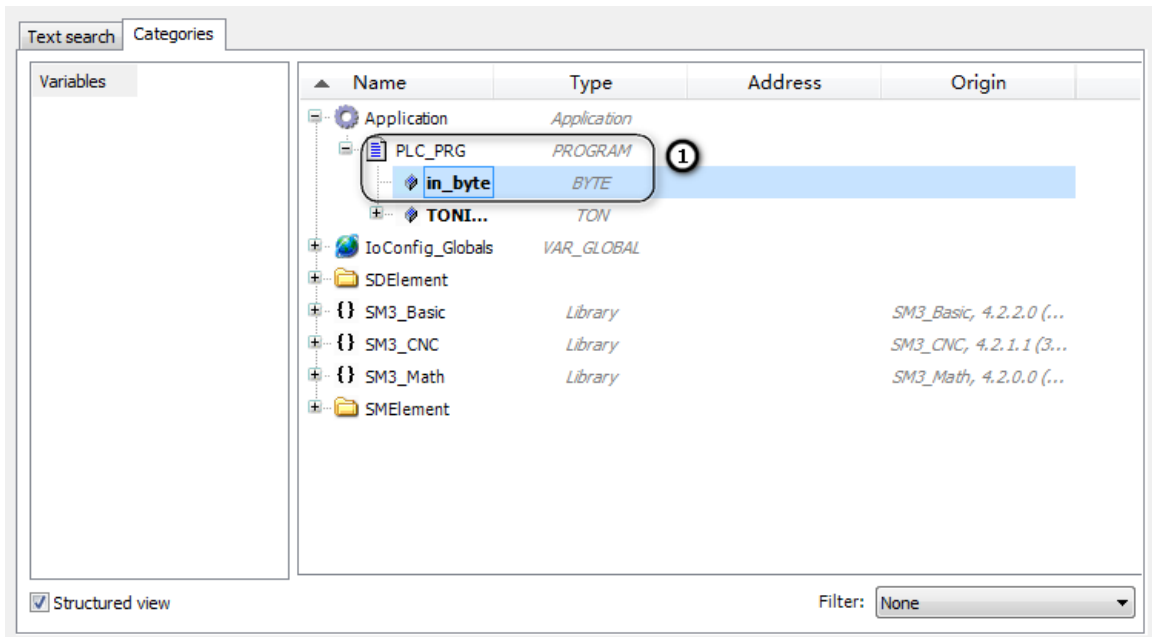 Text search Categories
Variables
Name Type Address Origin
Application Application
PLC_PRG PROGRAM
1
in_byte BYTE
TONI... TON
IoConfig_Globals VAR_GLOBAL
SDElement
SM3_Basic Library SM3_Basic, 4.2.2.0 (...
SM3_CNC Library SM3_CNC, 4.2.1.1 (3...
SM3_Math Library SM3_Math, 4.2.0.0 (...
SMElement
Structured view Filter: None